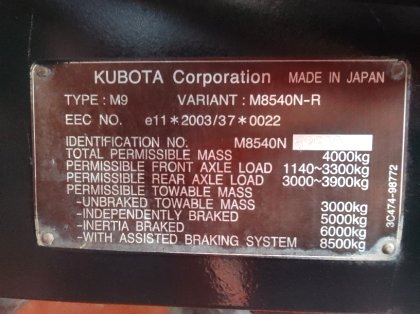 KUBOTA Corporation MADE IN JAPAN
TYPE : M9 VARIANT : M8540N-R
EEC NO. e11*2003/37*0022
IDENTIFICATION NO. M8540N
TOTAL PERMISSIBLE MASS 4000kg
PERMISSIBLE FRONT AXLE LOAD 1140~3300kg
PERMISSIBLE REAR AXLE LOAD 3000~3900kg
PERMISSIBLE TOWABLE MASS
-UNBRAKED TOWABLE MASS 3000kg
-INDEPENDENTLY BRAKED 5000kg
-INERTIA BRAKED 6000kg
-WITH ASSISTED BRAKING SYSTEM 8500kg
3C474-98772